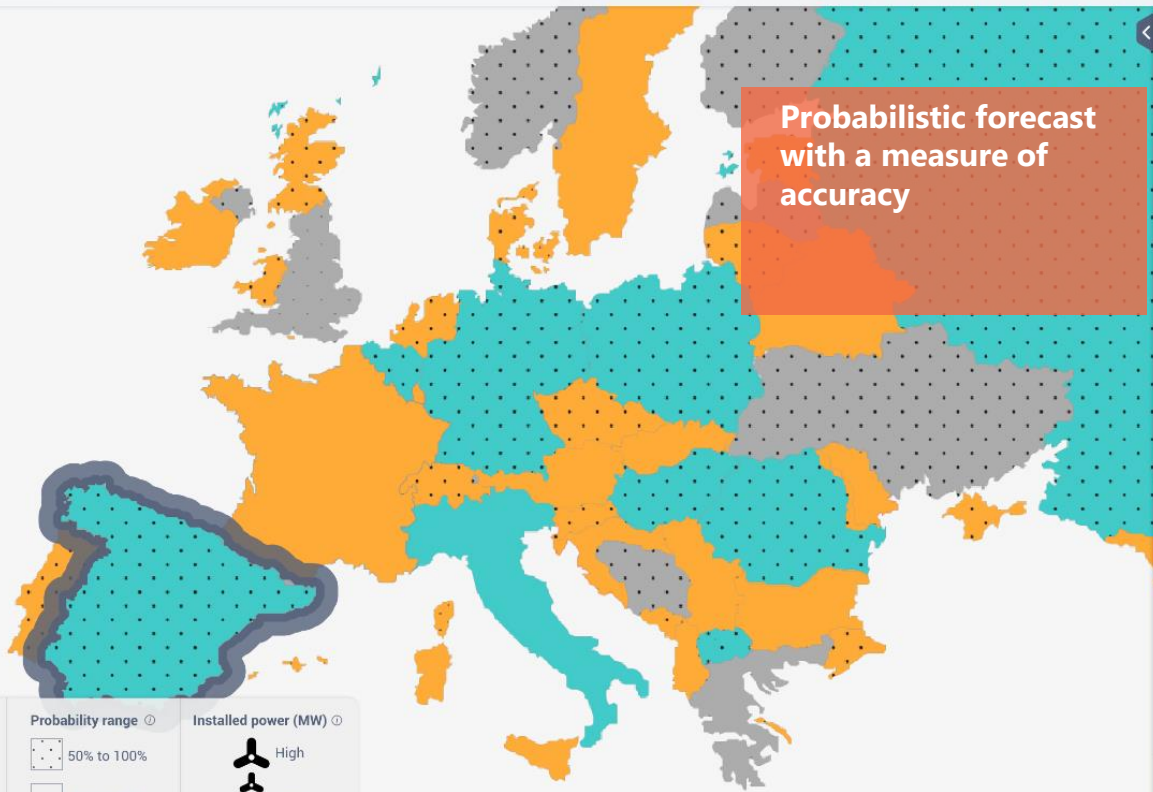 Probabilistic forecast
with a measure of
accuracy
Probability range
50% to 100%
Installed power (MW)
High